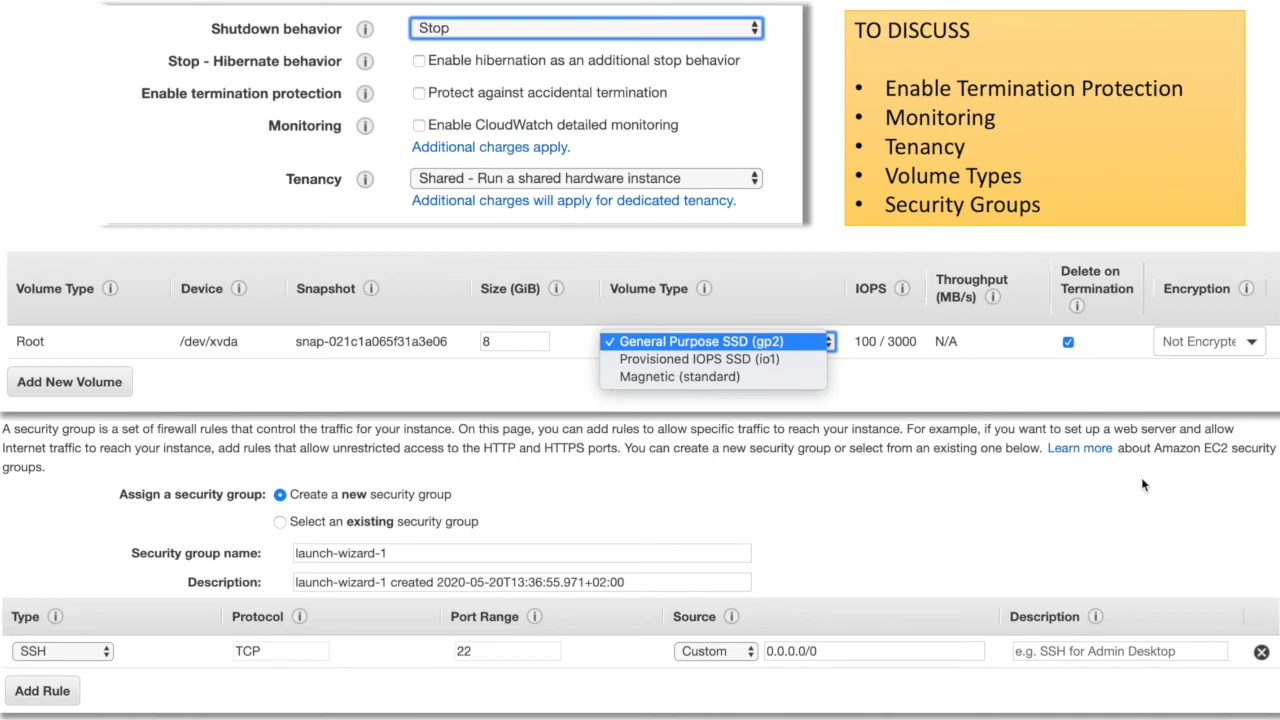 Shutdown behavior i Stop
Stop - Hibernate behavior i Enable hibernation as an additional stop behavior
Enable termination protection i Protect against accidental termination
Monitoring i Enable CloudWatch detailed monitoring
Additional charges apply.
Tenancy i Shared - Run a shared hardware instance
Additional charges will apply for dedicated tenancy.
TO DISCUSS
• Enable Termination Protection
• Monitoring
• Tenancy
• Volume Types
• Security Groups
Volume Type i Device i Snapshot i Size (GiB) i Volume Type i IOPS i Throughput (MB/s) i Delete on Termination i Encryption i
Root /dev/xvda snap-021c1a065f31a3e06 8 ✓ General Purpose SSD (gp2) 100 / 3000 N/A Not Encrypte
Provisioned IOPS SSD (io1)
Magnetic (standard)
Add New Volume
A security group is a set of firewall rules that control the traffic for your instance. On this page, you can add rules to allow specific traffic to reach your instance. For example, if you want to set up a web server and allow
Internet traffic to reach your instance, add rules that allow unrestricted access to the HTTP and HTTPS ports. You can create a new security group or select from an existing one below. Learn more about Amazon EC2 security
groups.
Assign a security group: Create a new security group
Select an existing security group
Security group name: launch-wizard-1
Description: launch-wizard-1 created 2020-05-20T13:36:55.971+02:00
Type i Protocol i Port Range i Source i Description i
SSH TCP 22 Custom 0.0.0.0/0 e.g. SSH for Admin Desktop
Add Rule